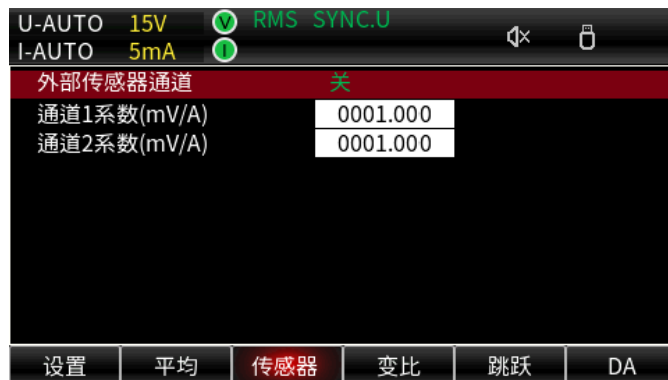 U-AUTO 15V V RMS SYNC.U
I-AUTO 5mA I
外部传感器通道 关
通道1系数(mV/A) 0001.000
通道2系数(mV/A) 0001.000
设置 平均 传感器 变比 跳跃 DA